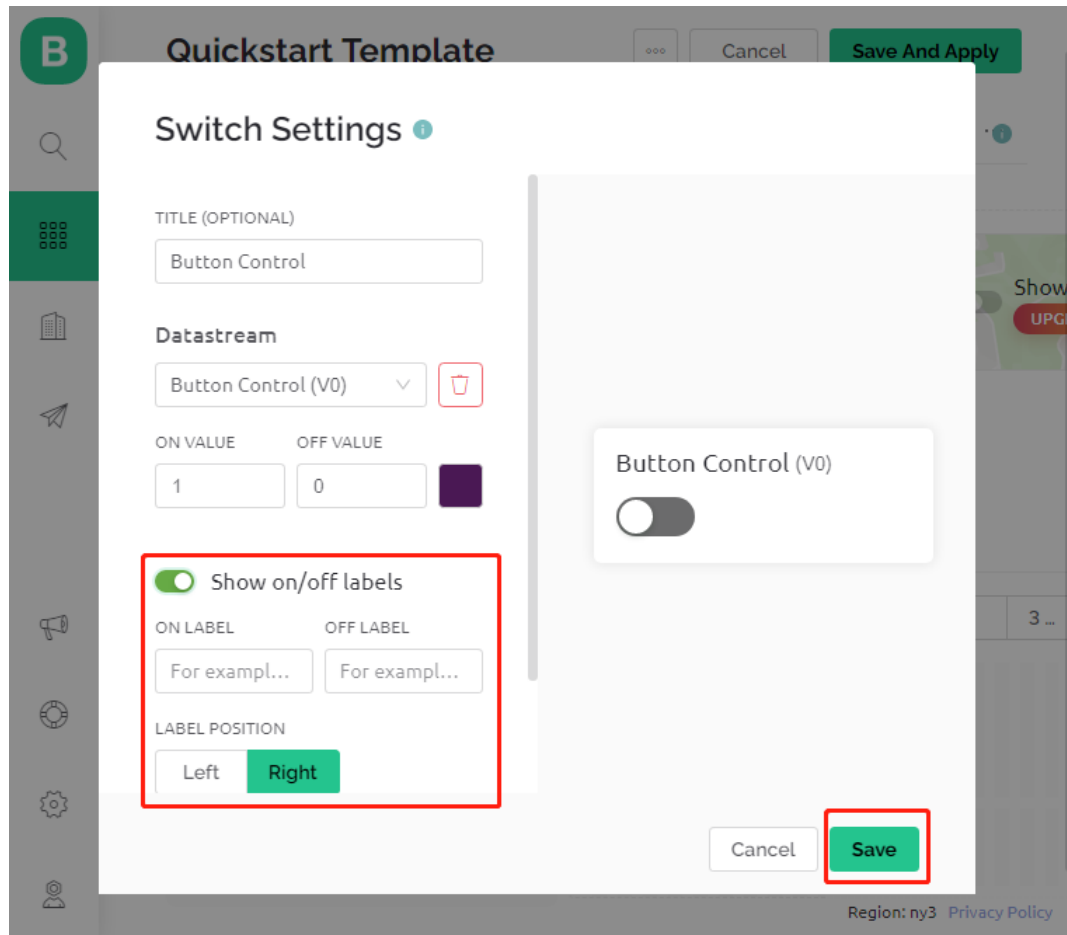 B
Quickstart Template
Cancel
Save And Apply
Switch Settings
TITLE (OPTIONAL)
Button Control
Datastream
Button Control (V0)
ON VALUE OFF VALUE
1 0
Button Control (V0)
Show
UPG
Show on/off labels
ON LABEL OFF LABEL
For exampl... For exampl...
LABEL POSITION
Left Right
3 ...
Cancel Save
Region: ny3 Privacy Policy